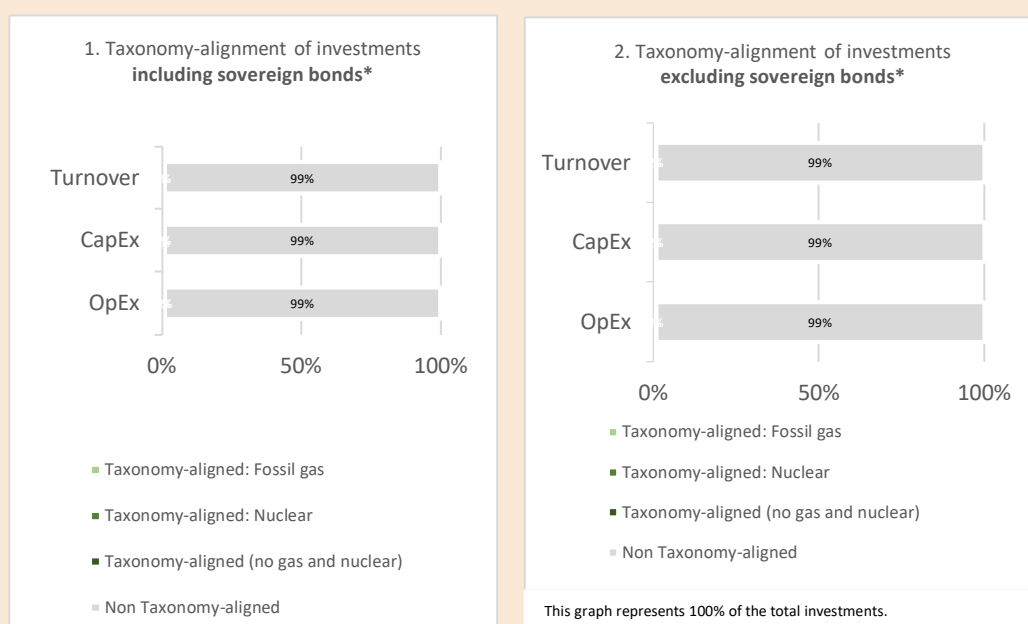 1. Taxonomy-alignment of investments
including sovereign bonds*
Turnover
99%
CapEx
99%
OpEx
99%
0%
50%
100%
Taxonomy-aligned: Fossil gas
Taxonomy-aligned: Nuclear
Taxonomy-aligned (no gas and nuclear)
Non Taxonomy-aligned
2. Taxonomy-alignment of investments
excluding sovereign bonds*
Turnover
99%
CapEx
99%
OpEx
99%
0%
50%
100%
Taxonomy-aligned: Fossil gas
Taxonomy-aligned: Nuclear
Taxonomy-aligned (no gas and nuclear)
Non Taxonomy-aligned
This graph represents 100% of the total investments.